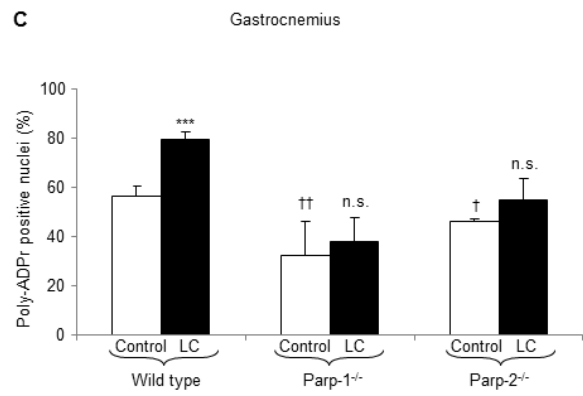 C
Gastrocnemius
Poly-ADPr positive nuclei (%)
100
80
60
40
20
0
***
††
n.s.
†
n.s.
Control LC Control LC Control LC
Wild type Parp-1-/- Parp-2-/-